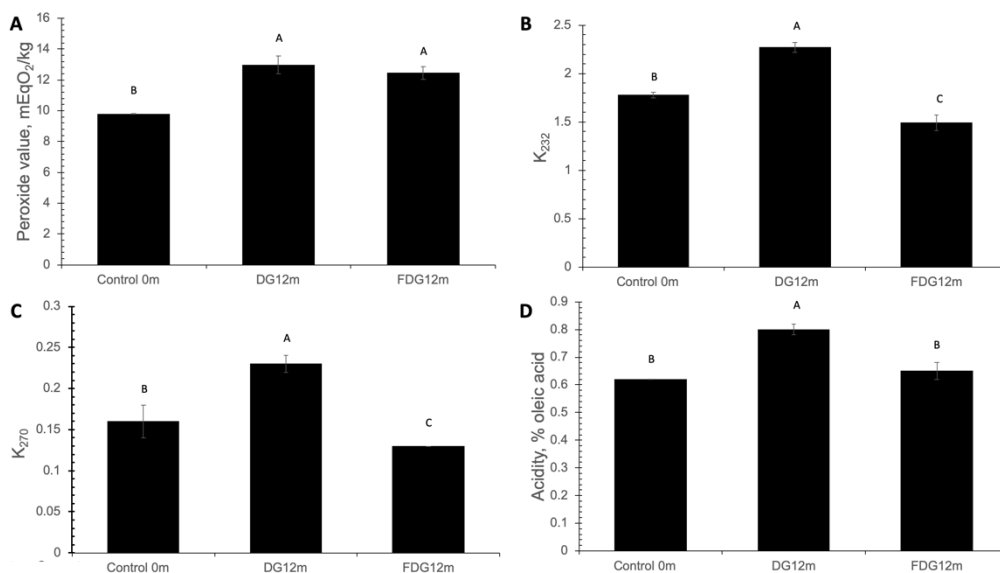 A
Peroxide value, mEqO₂/kg
16
14
12
10
8
6
4
2
0
B
A
A
Control 0m
DG12m
FDG12m
B
K₂₃₂
2.5
2
1.5
1
0.5
0
B
A
C
Control 0m
DG12m
FDG12m
C
K₂₇₀
0.3
0.25
0.2
0.15
0.1
0.05
0
B
A
C
Control 0m
DG12m
FDG12m
D
Acidity, % oleic acid
0.9
0.8
0.7
0.6
0.5
0.4
0.3
0.2
0.1
0
B
A
B
Control 0m
DG12m
FDG12m